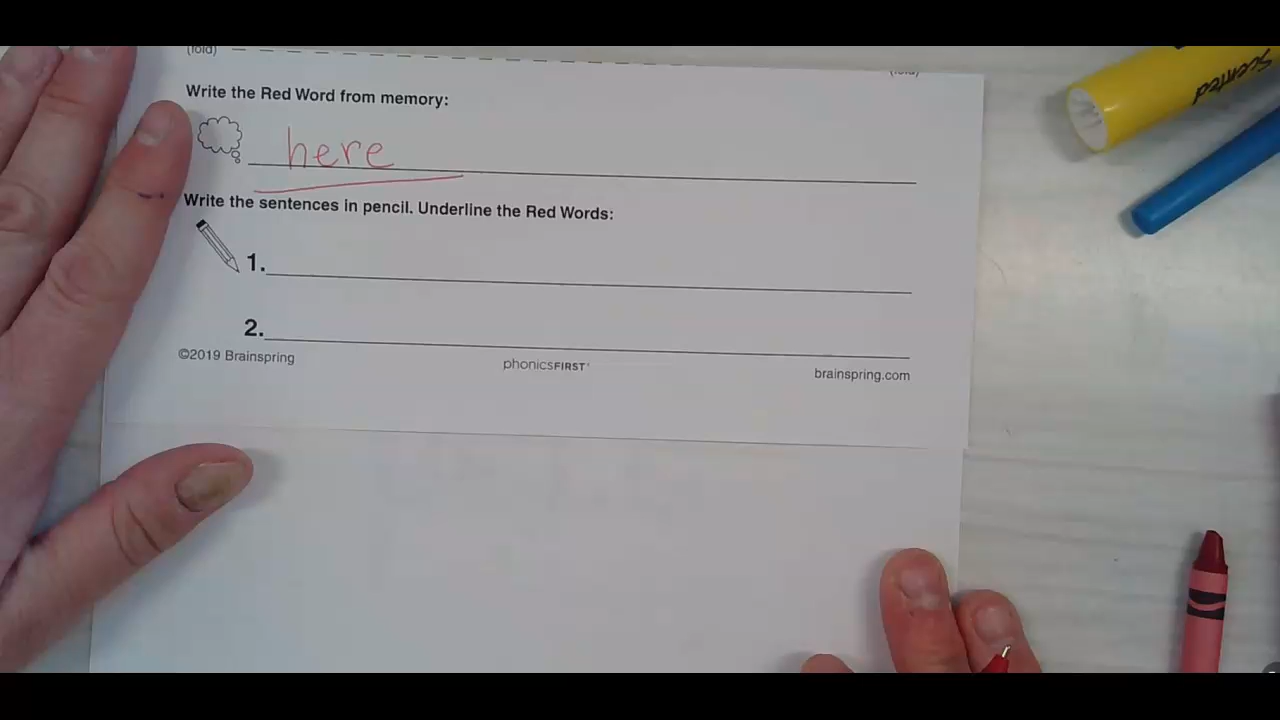 (fold)
(fold)
Write the Red Word from memory:
here
Write the sentences in pencil. Underline the Red Words:
1.
2.
©2019 Brainspring
phonicsFIRST
brainspring.com
Scented